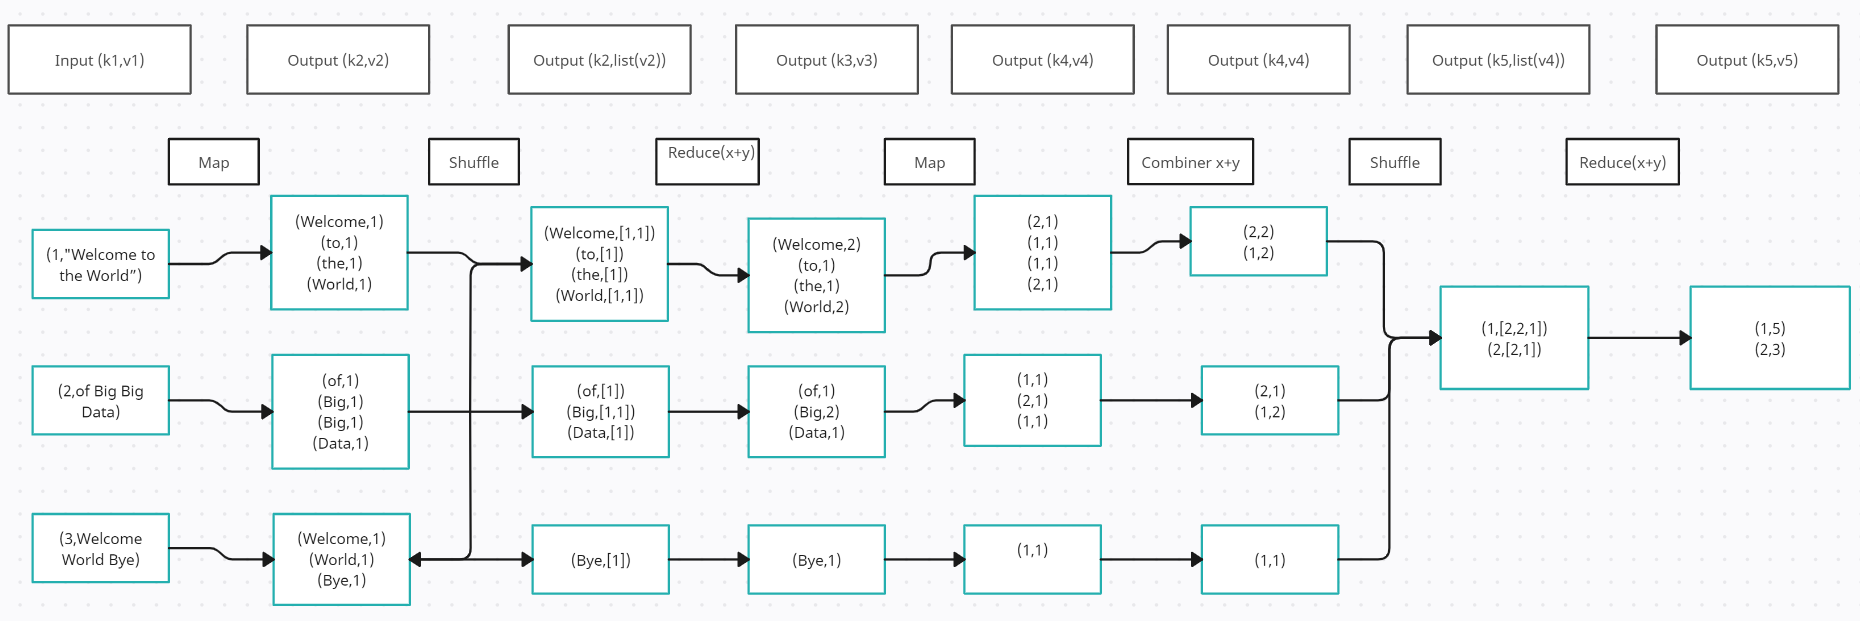 Input (k1,v1)
Output (k2,v2)
Output (k2,list(v2))
Output (k3,v3)
Output (k4,v4)
Output (k4,v4)
Output (k5,list(v4))
Output (k5,v5)
Map
Shuffle
Reduce(x+y)
Map
Combiner x+y
Shuffle
Reduce(x+y)
(1,"Welcome to
the World”)
(Welcome,1)
(to,1)
(the,1)
(World,1)
(Welcome,[1,1])
(to,[1])
(the,[1])
(World,[1,1])
(Welcome,2)
(to,1)
(the,1)
(World,2)
(2,1)
(1,1)
(1,1)
(2,1)
(2,2)
(1,2)
(1,[2,2,1])
(2,[2,1])
(1,5)
(2,3)
(2,of Big Big
Data)
(of,1)
(Big,1)
(Big,1)
(Data,1)
(of,[1])
(Big,[1,1])
(Data,[1])
(of,1)
(Big,2)
(Data,1)
(1,1)
(2,1)
(1,1)
(2,1)
(1,2)
(3,Welcome
World Bye)
(Welcome,1)
(World,1)
(Bye,1)
(Bye,[1])
(Bye,1)
(1,1)
(1,1)